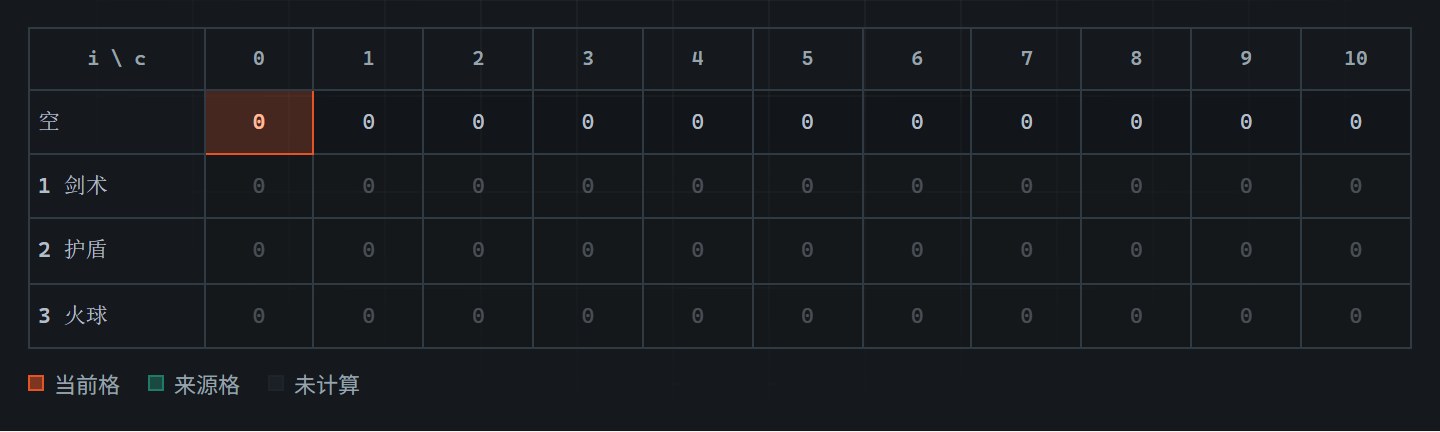 i \ c 0 1 2 3 4 5 6 7 8 9 10
空 0 0 0 0 0 0 0 0 0 0 0
1 剑术 0 0 0 0 0 0 0 0 0 0 0
2 护盾 0 0 0 0 0 0 0 0 0 0 0
3 火球 0 0 0 0 0 0 0 0 0 0 0
当前格 来源格 未计算